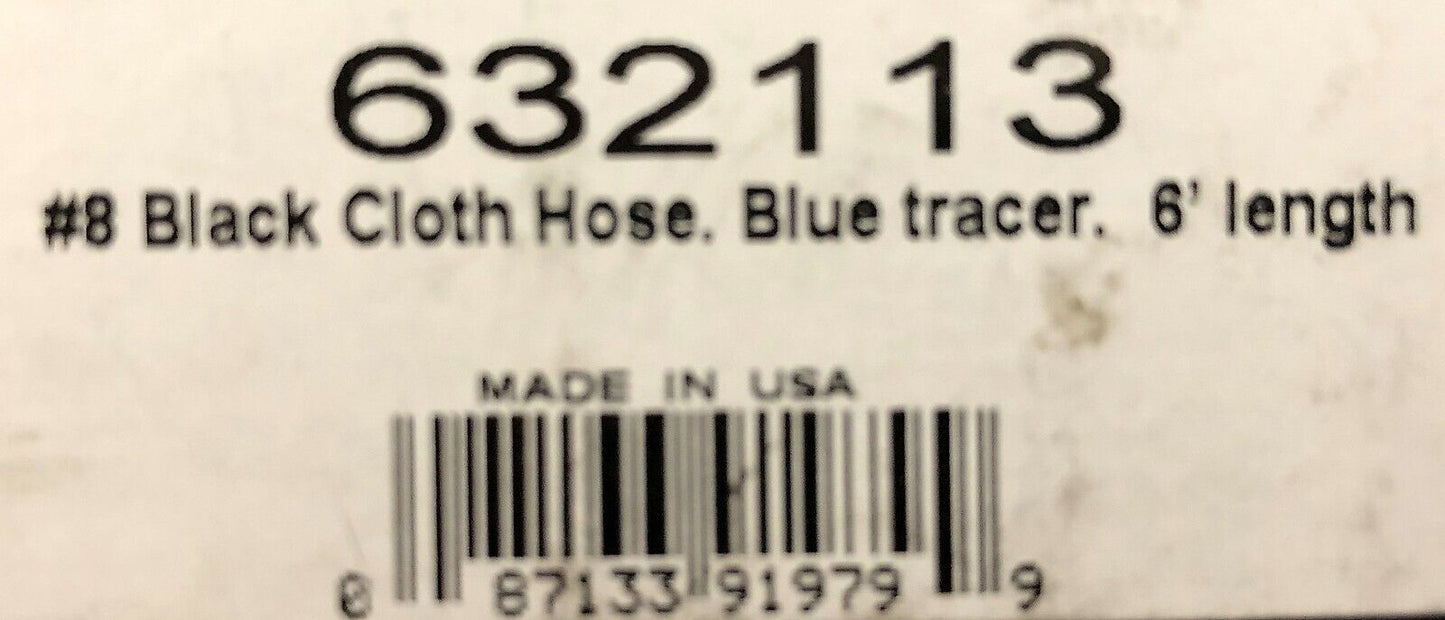 632113
#8 Black Cloth Hose. Blue tracer. 6' length
MADE IN USA
0 87133 91979 9